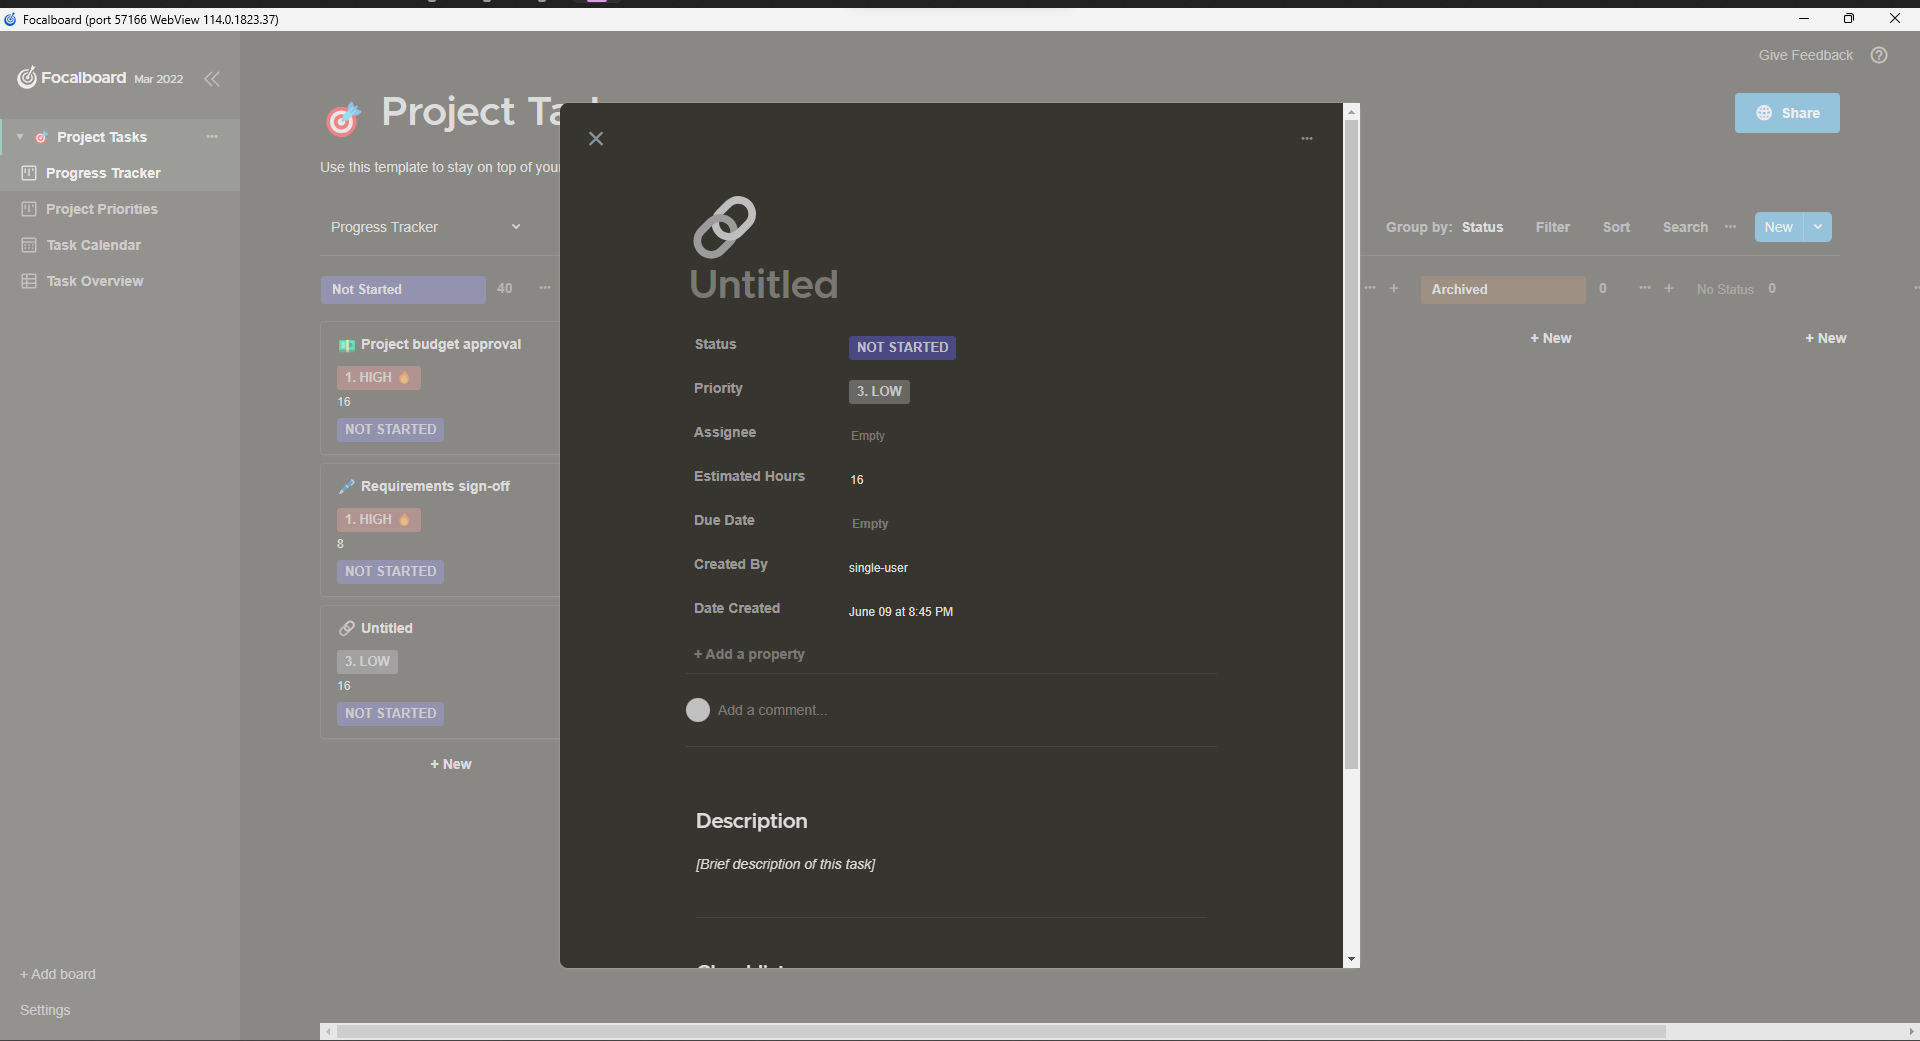 Focalboard (port 57166 WebView 114.0.1823.37)
Focalboard Mar 2022
Give Feedback
Project Tasks
Progress Tracker
Project Priorities
Task Calendar
Task Overview
+ Add board
Settings
Project
Use this template to stay on top of your
Share
Progress Tracker
Group by: Status
Filter
Sort
Search
New
Not Started 40
Archived 0
No Status 0
+ New
+ New
Project budget approval
1. HIGH
16
NOT STARTED
Requirements sign-off
1. HIGH
8
NOT STARTED
Untitled
3. LOW
16
NOT STARTED
+ New
Untitled
Status NOT STARTED
Priority 3. LOW
Assignee Empty
Estimated Hours 16
Due Date Empty
Created By single-user
Date Created June 09 at 8:45 PM
+ Add a property
Add a comment...
Description
[Brief description of this task]